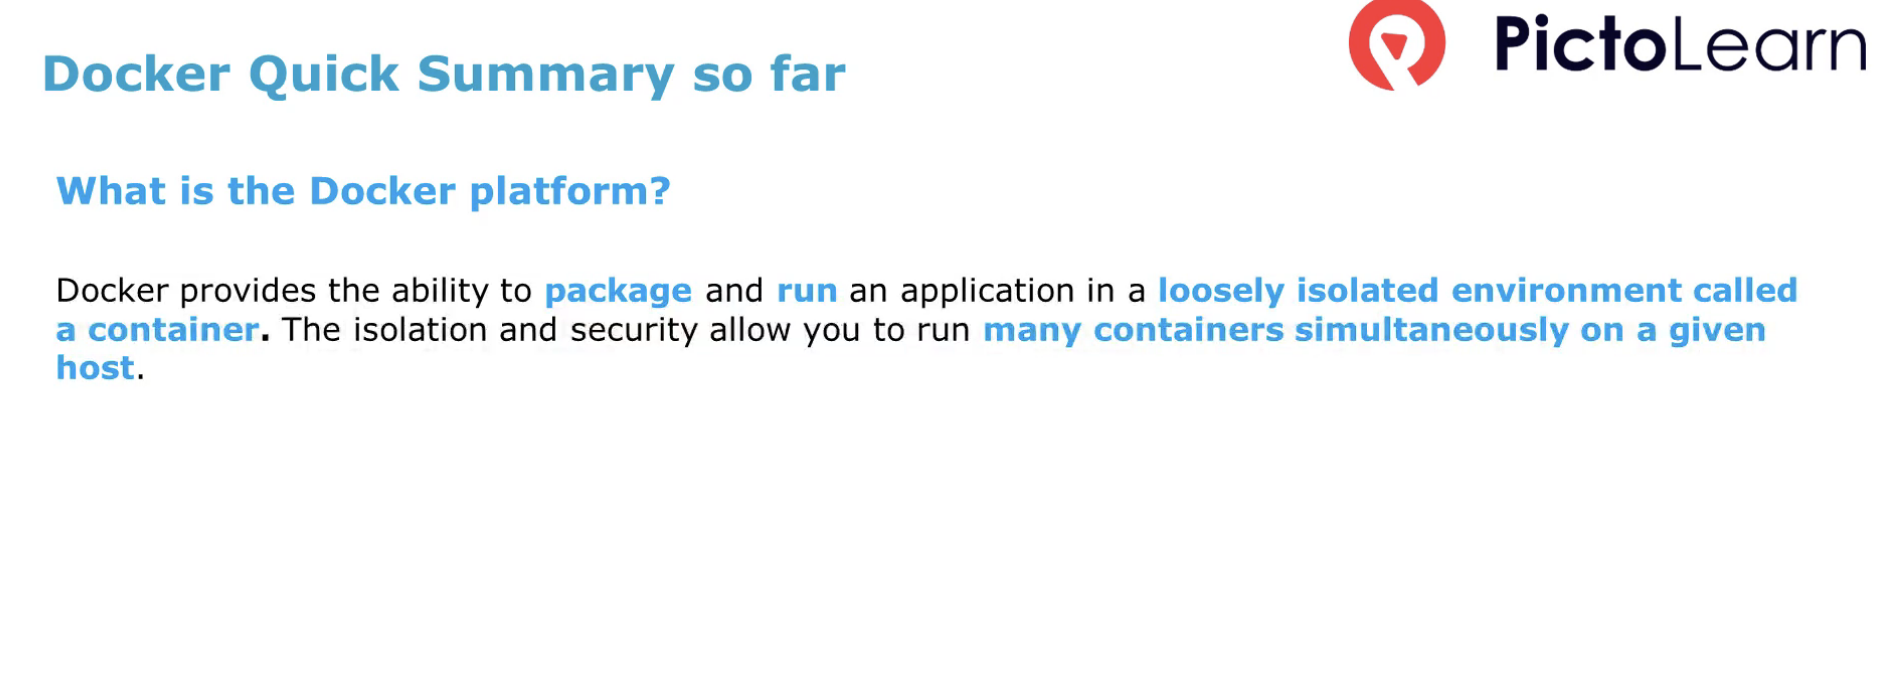 PictoLearn
Docker Quick Summary so far
What is the Docker platform?
Docker provides the ability to package and run an application in a loosely isolated environment called
a container. The isolation and security allow you to run many containers simultaneously on a given
host.